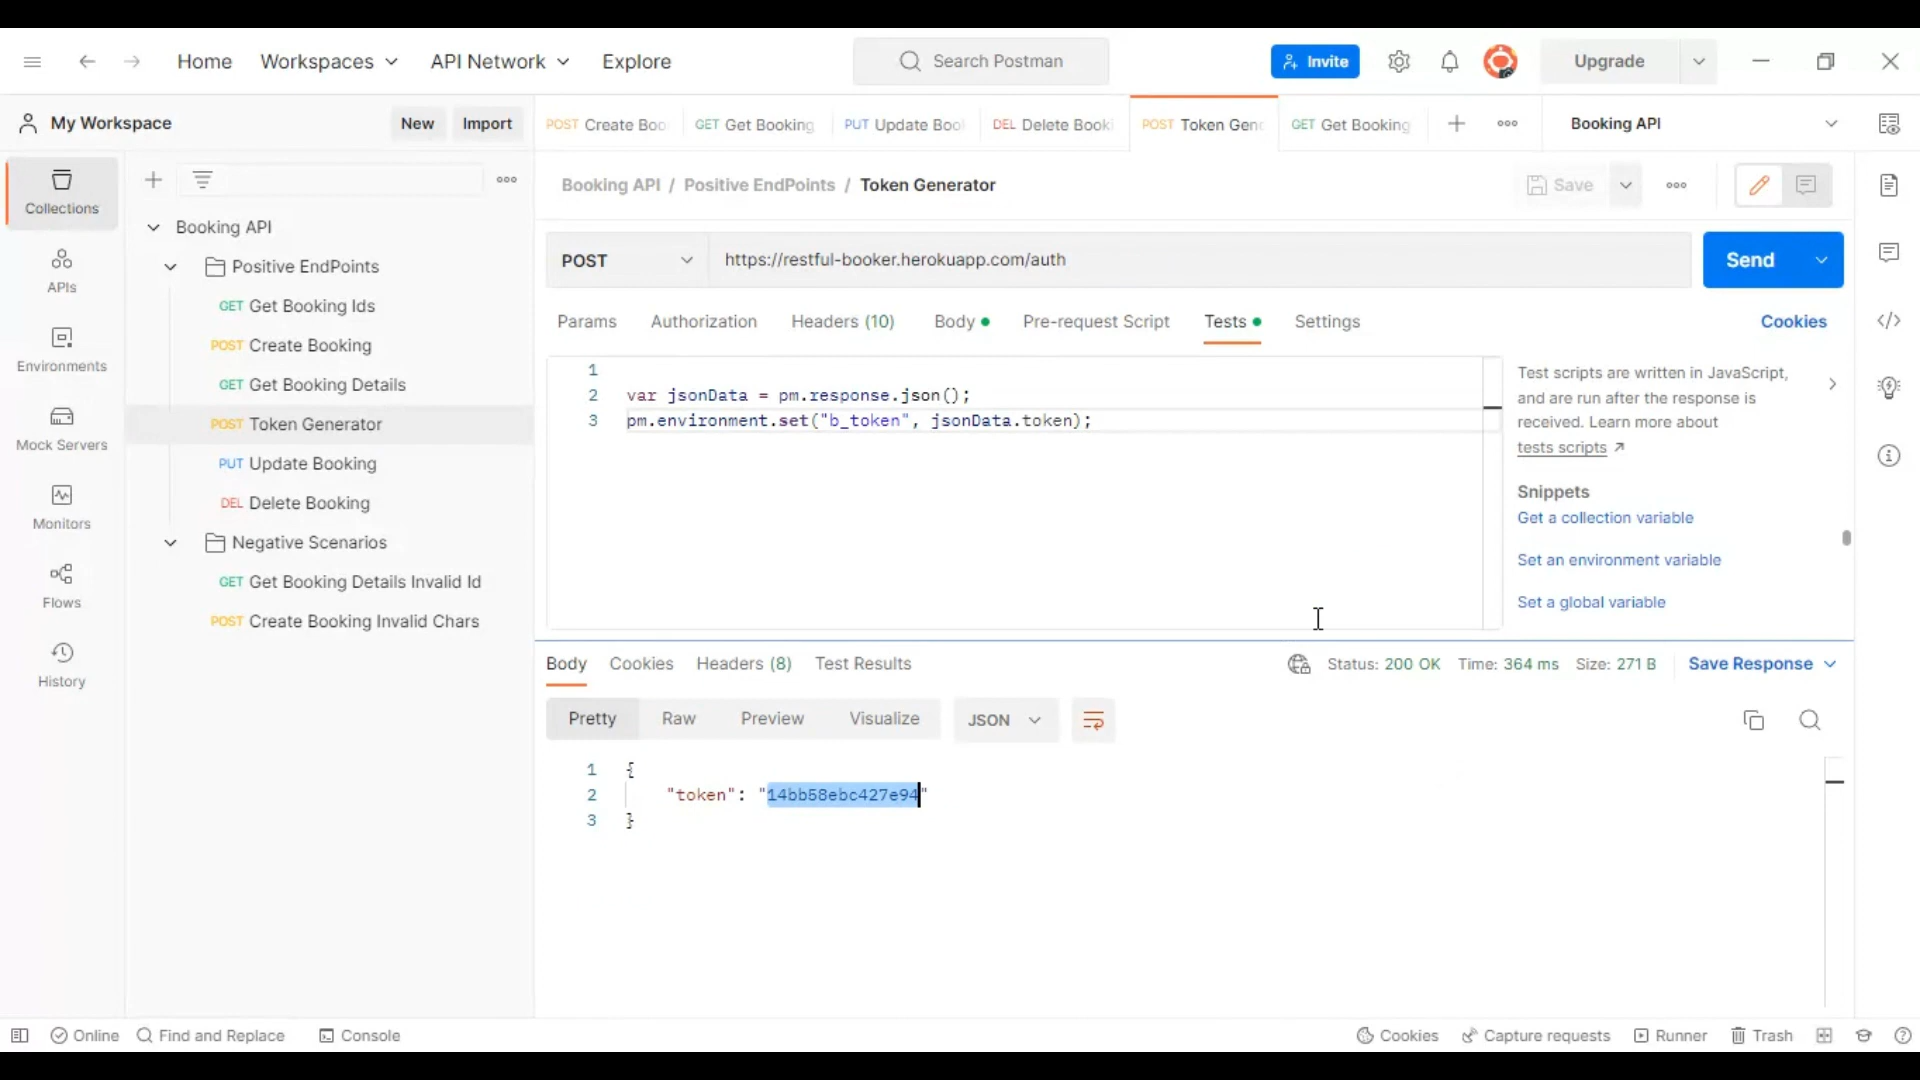 Home Workspaces API Network Explore Search Postman Invite Upgrade
My Workspace New Import POST Create Boo GET Get Booking PUT Update Boo DEL Delete Booki POST Token Gen GET Get Booking Booking API
Collections
APIs
Environments
Mock Servers
Monitors
Flows
History
Booking API
Positive EndPoints
GET Get Booking Ids
POST Create Booking
GET Get Booking Details
POST Token Generator
PUT Update Booking
DEL Delete Booking
Negative Scenarios
GET Get Booking Details Invalid Id
POST Create Booking Invalid Chars
Booking API / Positive EndPoints / Token Generator Save
POST https://restful-booker.herokuapp.com/auth Send
Params Authorization Headers (10) Body Pre-request Script Tests Settings Cookies
1
2 var jsonData = pm.response.json();
3 pm.environment.set("b_token", jsonData.token);
Test scripts are written in JavaScript,
and are run after the response is
received. Learn more about
tests scripts
Snippets
Get a collection variable
Set an environment variable
Set a global variable
Body Cookies Headers (8) Test Results Status: 200 OK Time: 364 ms Size: 271 B Save Response
Pretty Raw Preview Visualize JSON
1 {
2 "token": "14bb58ebc427e94"
3 }
Online Find and Replace Console Cookies Capture requests Runner Trash